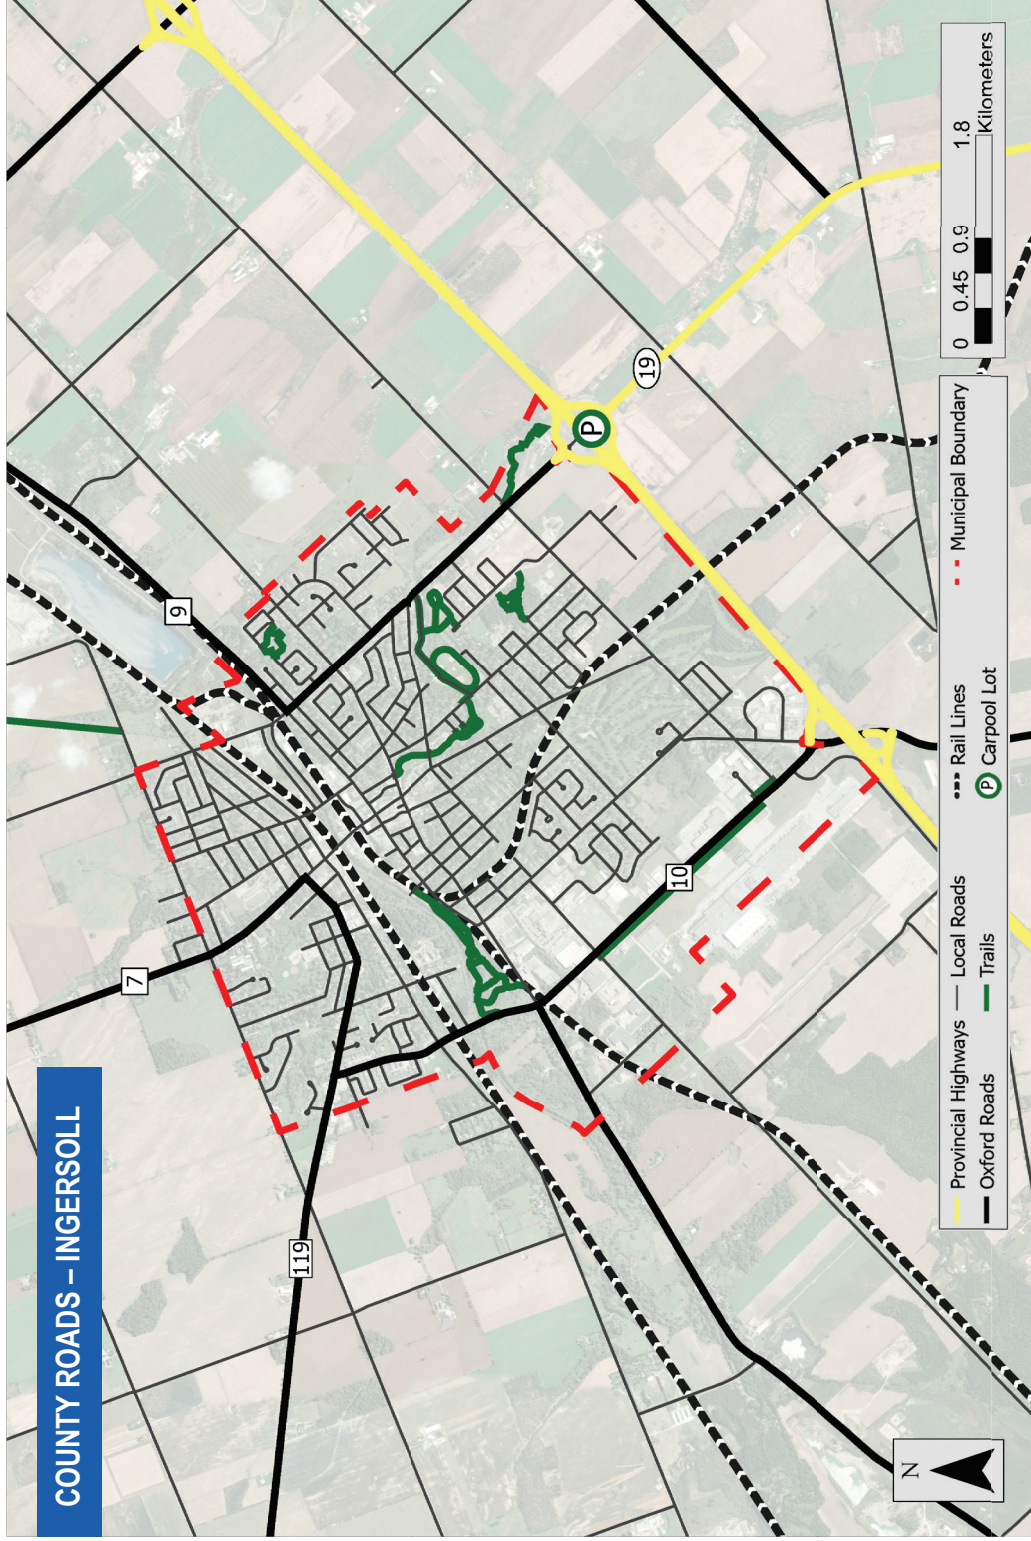 COUNTY ROADS – INGERSOLL
7
9
119
10
19
P
N
Provincial Highways
Local Roads
Rail Lines
Municipal Boundary
Oxford Roads
Trails
P Carpool Lot
0 0.45 0.9 1.8
Kilometers